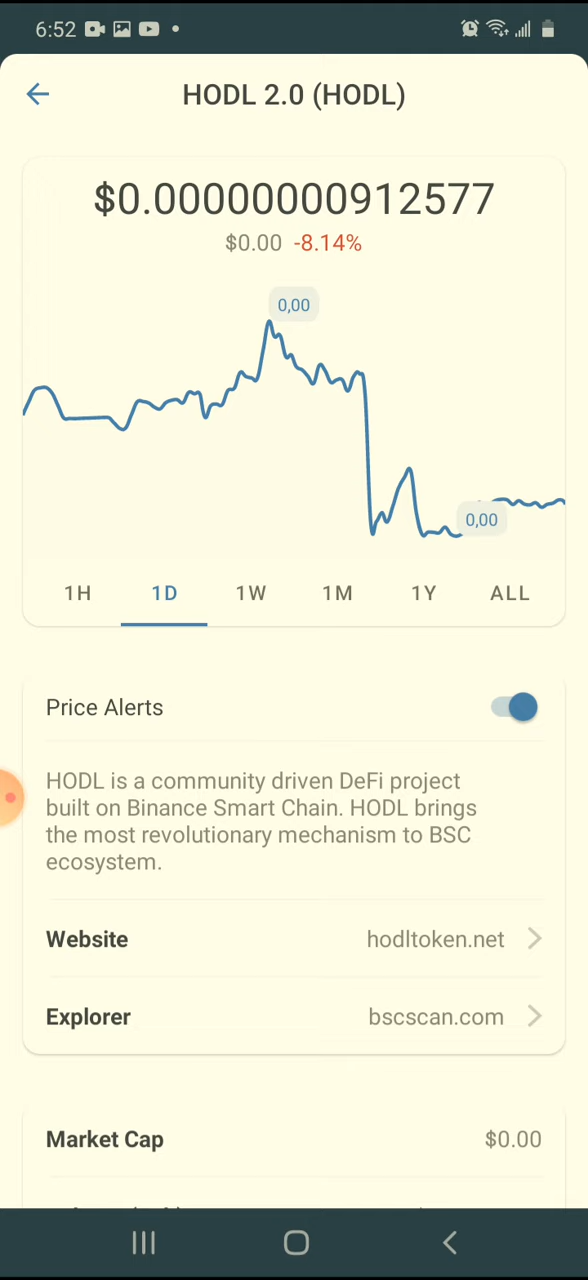 6:52
HODL 2.0 (HODL)
$0.00000000912577
$0.00 -8.14%
0,00
0,00
1H 1D 1W 1M 1Y ALL
Price Alerts
HODL is a community driven DeFi project
built on Binance Smart Chain. HODL brings
the most revolutionary mechanism to BSC
ecosystem.
Website hodltoken.net
Explorer bscscan.com
Market Cap $0.00